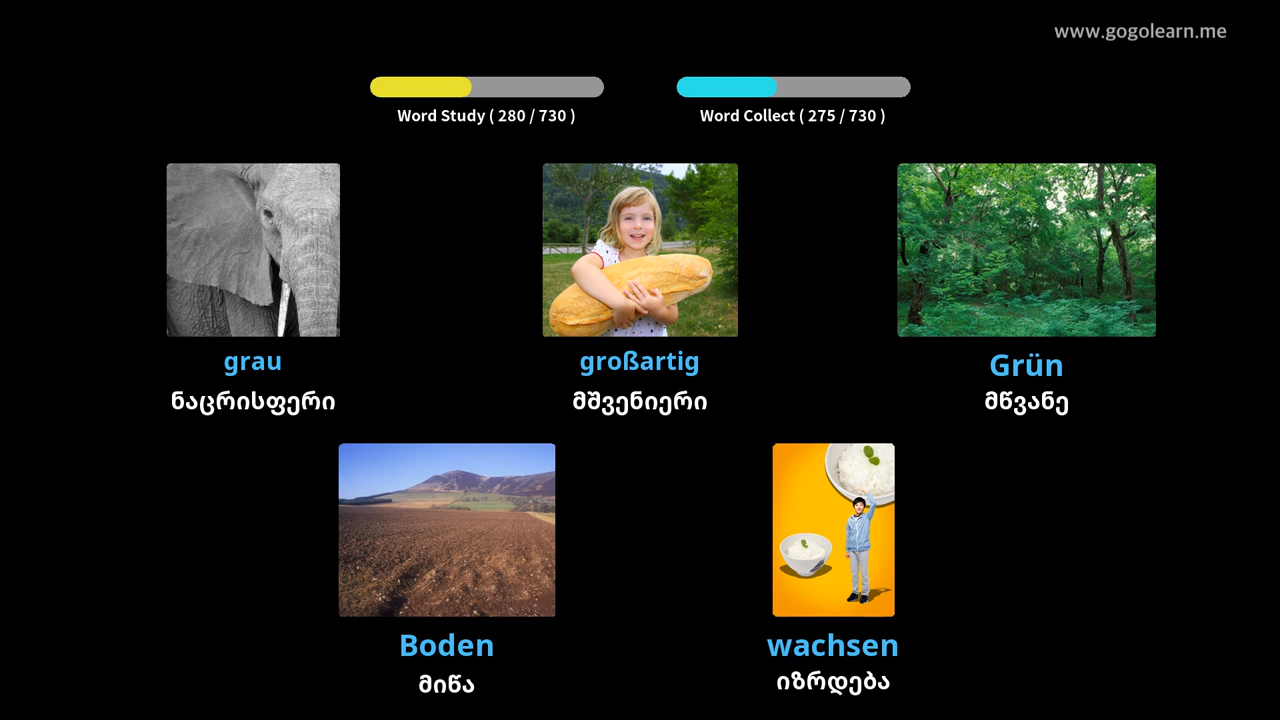 www.gogolearn.me
Word Study ( 280 / 730 )
Word Collect ( 275 / 730 )
grau
ნაცრისფერი
großartig
მშვენიერი
Grün
მწვანე
Boden
მიწა
wachsen
იზრდება